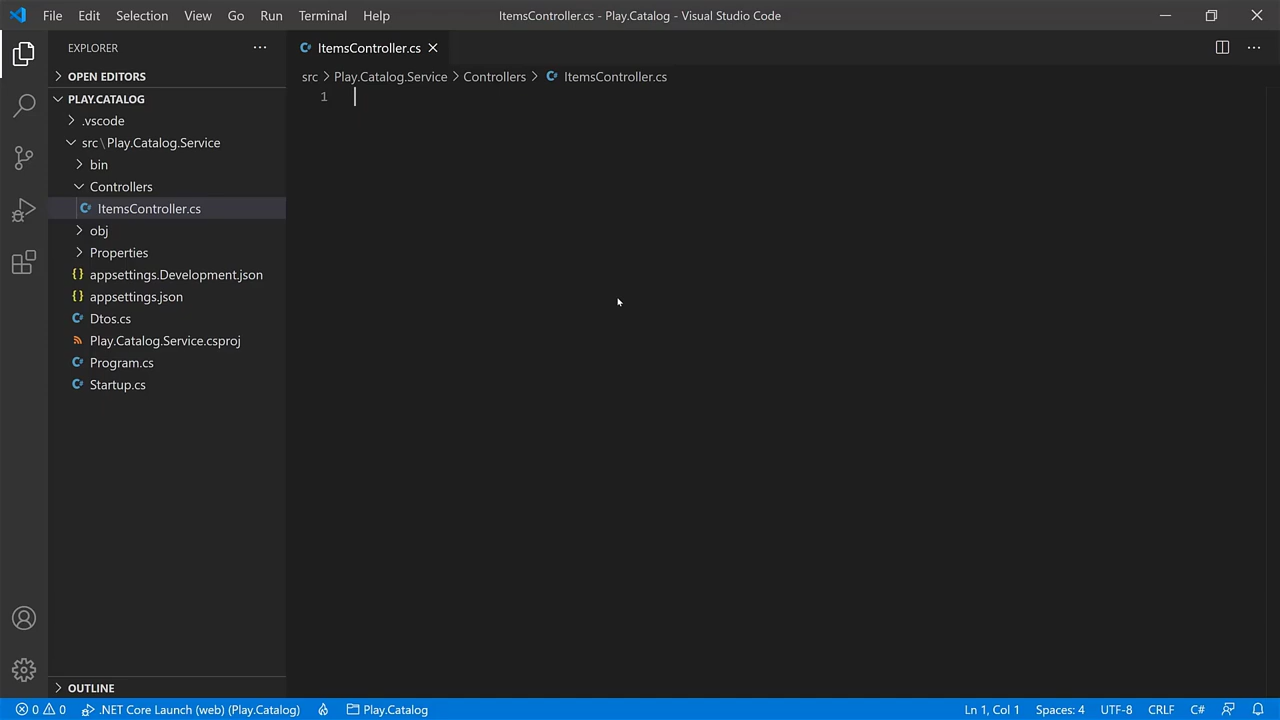 File Edit Selection View Go Run Terminal Help ItemsController.cs - Play.Catalog - Visual Studio Code
EXPLORER
OPEN EDITORS
PLAY.CATALOG
.vscode
src\Play.Catalog.Service
bin
Controllers
ItemsController.cs
obj
Properties
{} appsettings.Development.json
{} appsettings.json
Dtos.cs
Play.Catalog.Service.csproj
Program.cs
Startup.cs
OUTLINE
ItemsController.cs
src > Play.Catalog.Service > Controllers > ItemsController.cs
1
0 0 .NET Core Launch (web) (Play.Catalog) Play.Catalog Ln 1, Col 1 Spaces: 4 UTF-8 CRLF C#